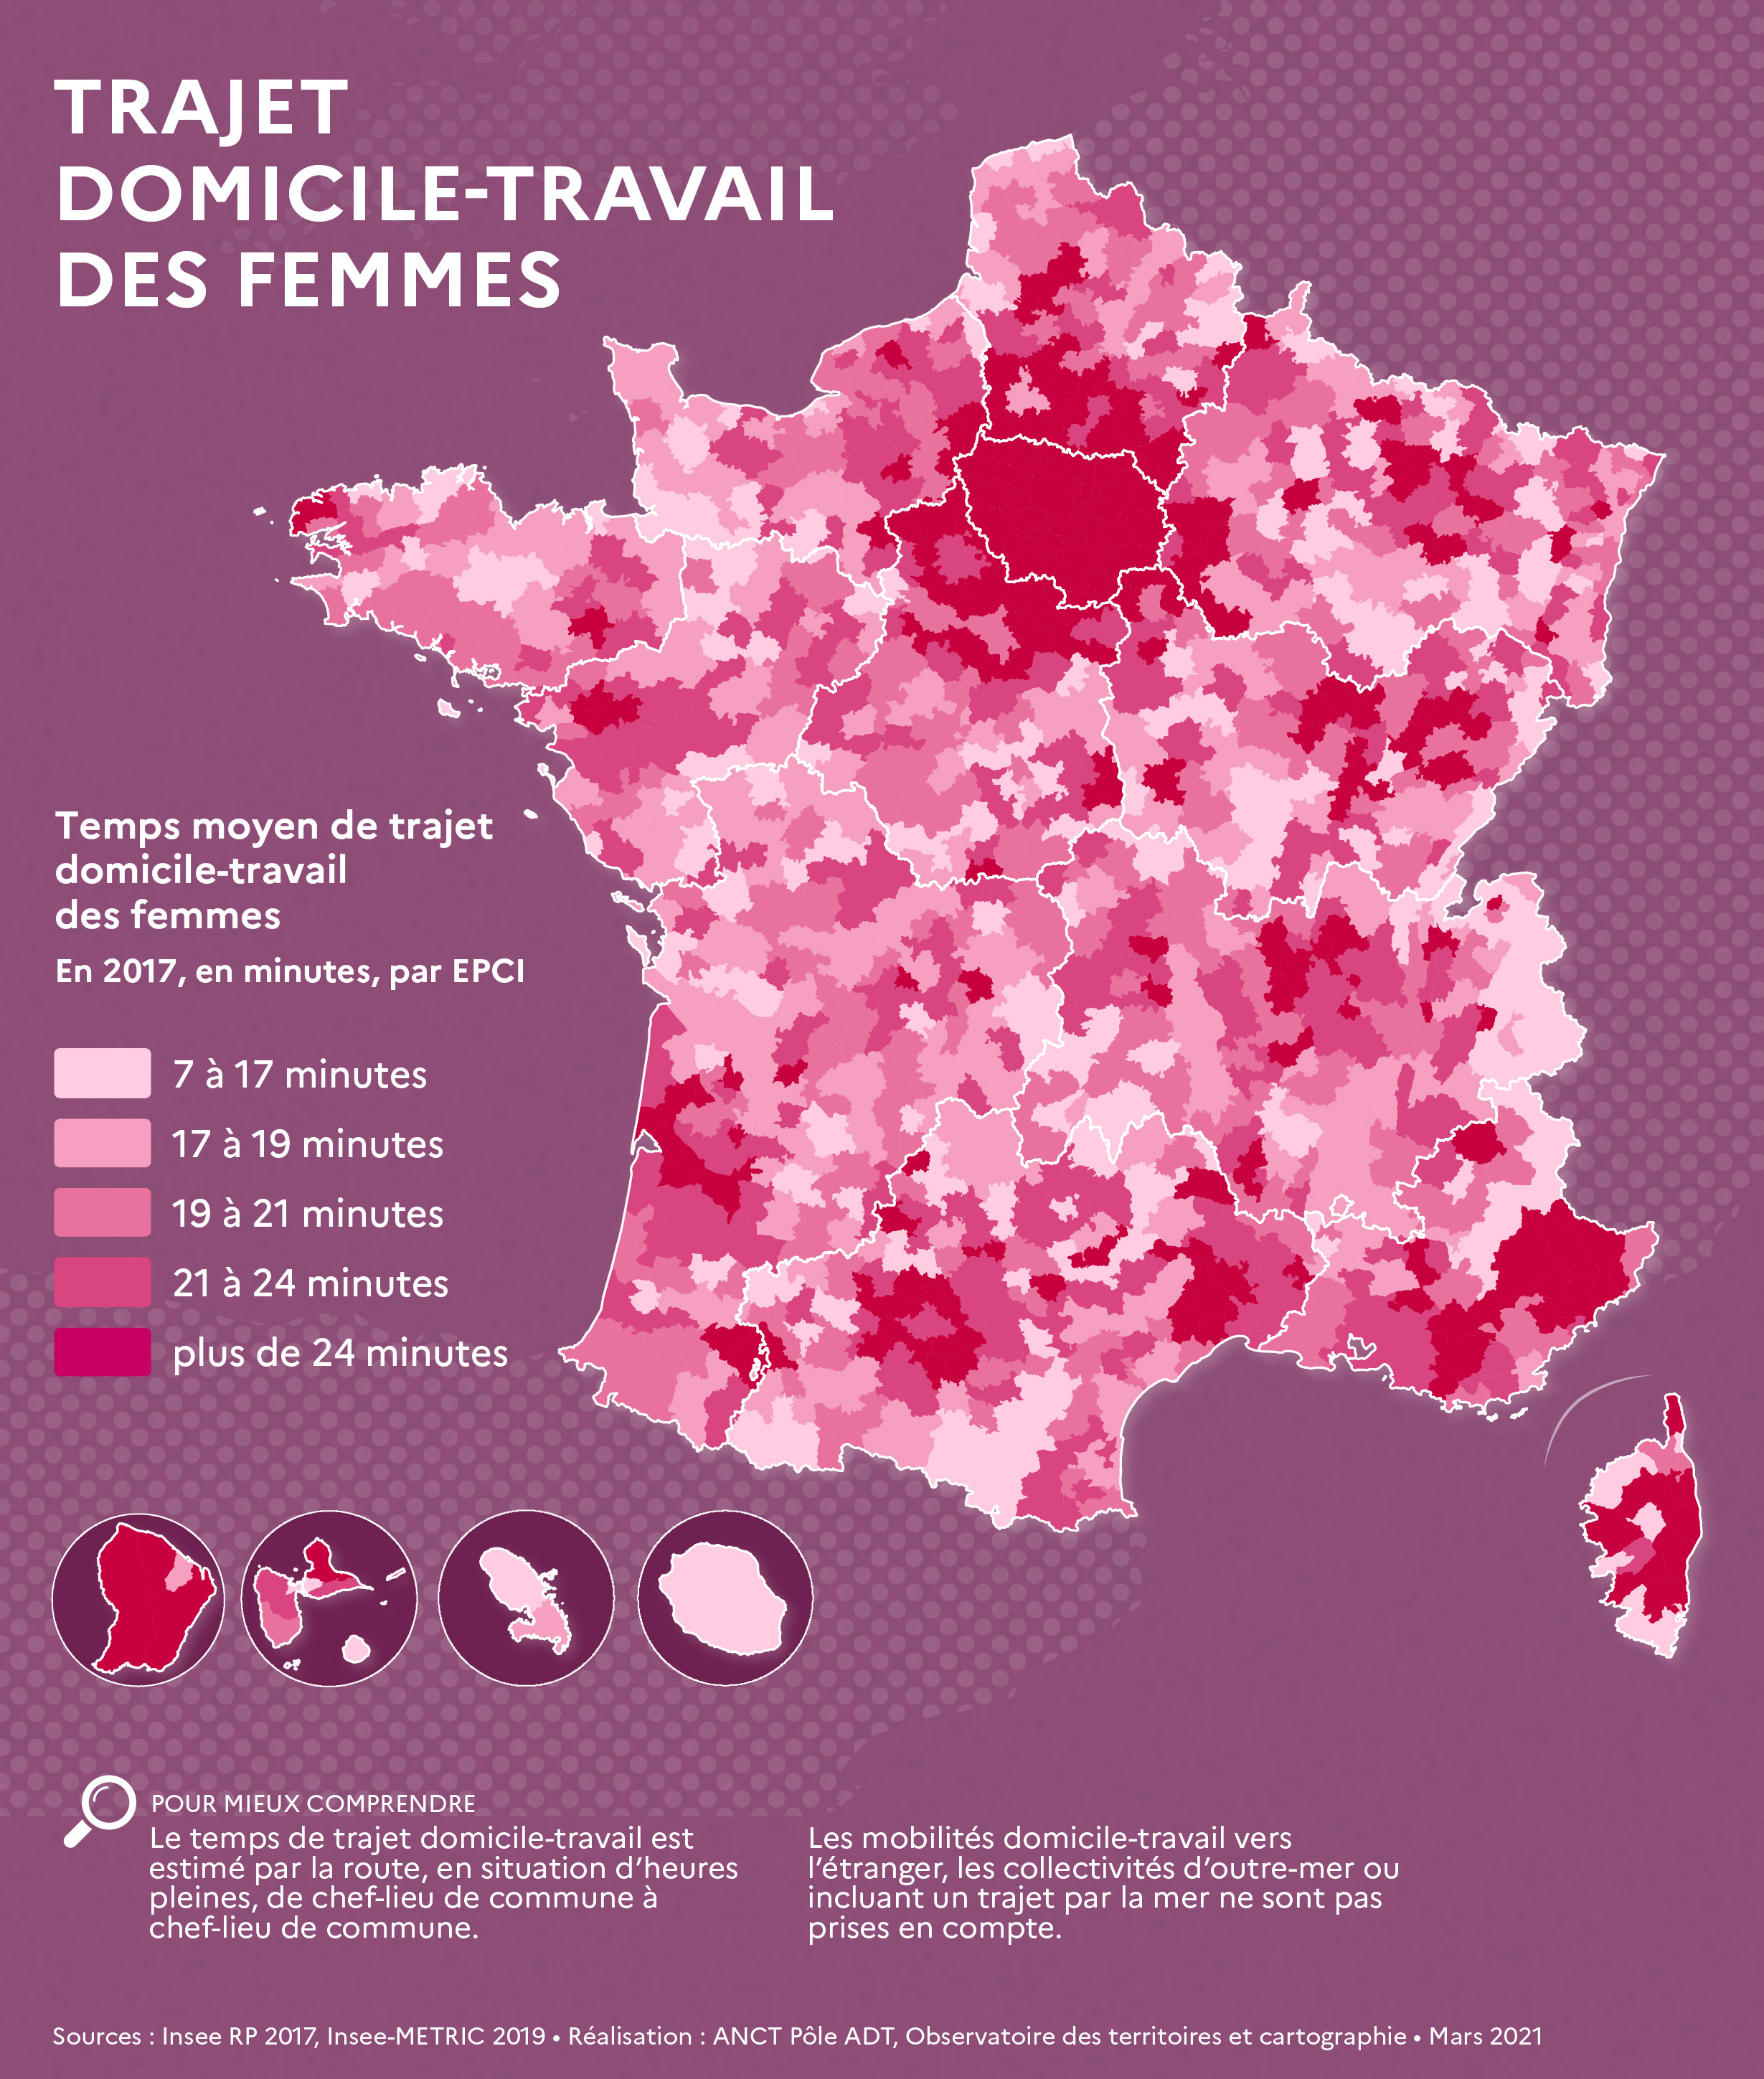 TRAJET
DOMICILE-TRAVAIL
DES FEMMES
Temps moyen de trajet
domicile-travail
des femmes
En 2017, en minutes, par EPCI
7 à 17 minutes
17 à 19 minutes
19 à 21 minutes
21 à 24 minutes
plus de 24 minutes
POUR MIEUX COMPRENDRE
Le temps de trajet domicile-travail est
estimé par la route, en situation d'heures
pleines, de chef-lieu de commune à
chef-lieu de commune.
Les mobilités domicile-travail vers
l'étranger, les collectivités d'outre-mer ou
incluant un trajet par la mer ne sont pas
prises en compte.
Sources : Insee RP 2017, Insee-METRIC 2019 • Réalisation : ANCT Pôle ADT, Observatoire des territoires et cartographie • Mars 2021